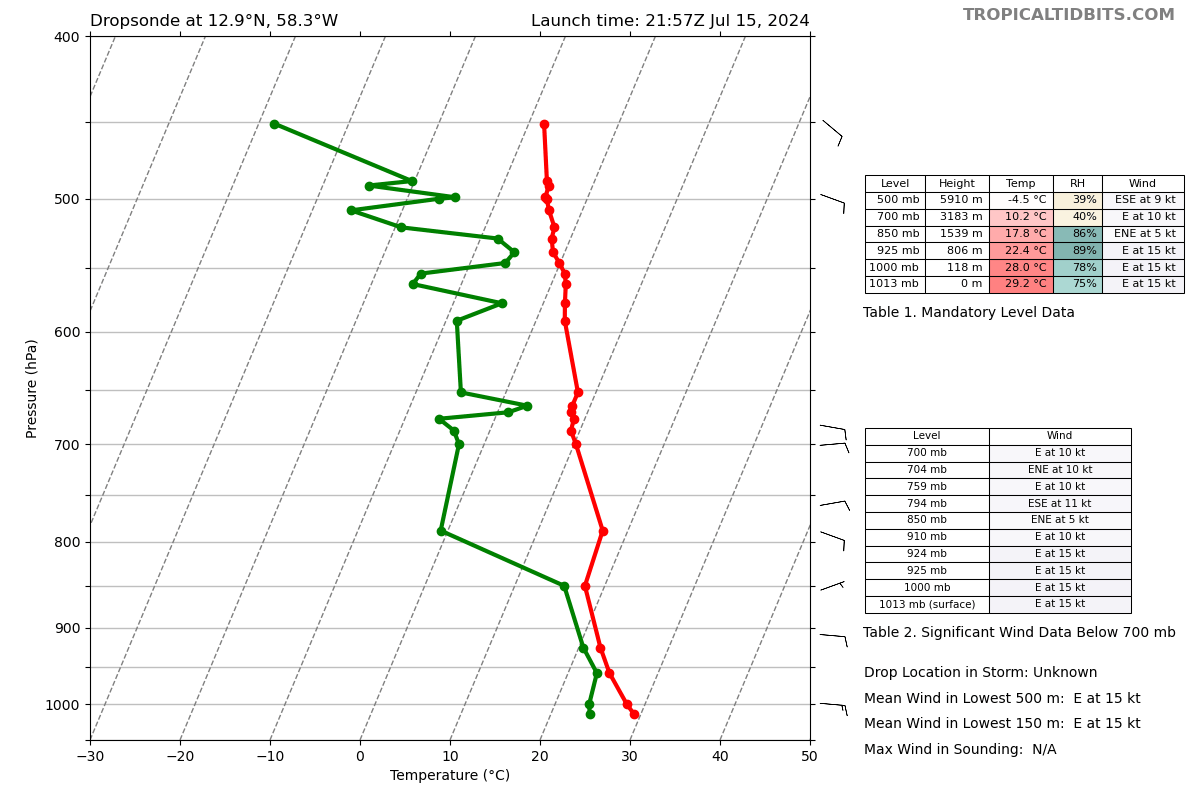 Dropsonde at 12.9°N, 58.3°W Launch time: 21:57Z Jul 15, 2024
TROPICALTIDBITS.COM
400
500
600
700
800
900
1000
Pressure (hPa)
−30 −20 −10 0 10 20 30 40 50
Temperature (°C)
Level Height Temp RH Wind
500 mb 5910 m -4.5 °C 39% ESE at 9 kt
700 mb 3183 m 10.2 °C 40% E at 10 kt
850 mb 1539 m 17.8 °C 86% ENE at 5 kt
925 mb 806 m 22.4 °C 89% E at 15 kt
1000 mb 118 m 28.0 °C 78% E at 15 kt
1013 mb 0 m 29.2 °C 75% E at 15 kt
Table 1. Mandatory Level Data
Level Wind
700 mb E at 10 kt
704 mb ENE at 10 kt
759 mb E at 10 kt
794 mb ESE at 11 kt
850 mb ENE at 5 kt
910 mb E at 10 kt
924 mb E at 15 kt
925 mb E at 15 kt
1000 mb E at 15 kt
1013 mb (surface) E at 15 kt
Table 2. Significant Wind Data Below 700 mb
Drop Location in Storm: Unknown
Mean Wind in Lowest 500 m: E at 15 kt
Mean Wind in Lowest 150 m: E at 15 kt
Max Wind in Sounding: N/A